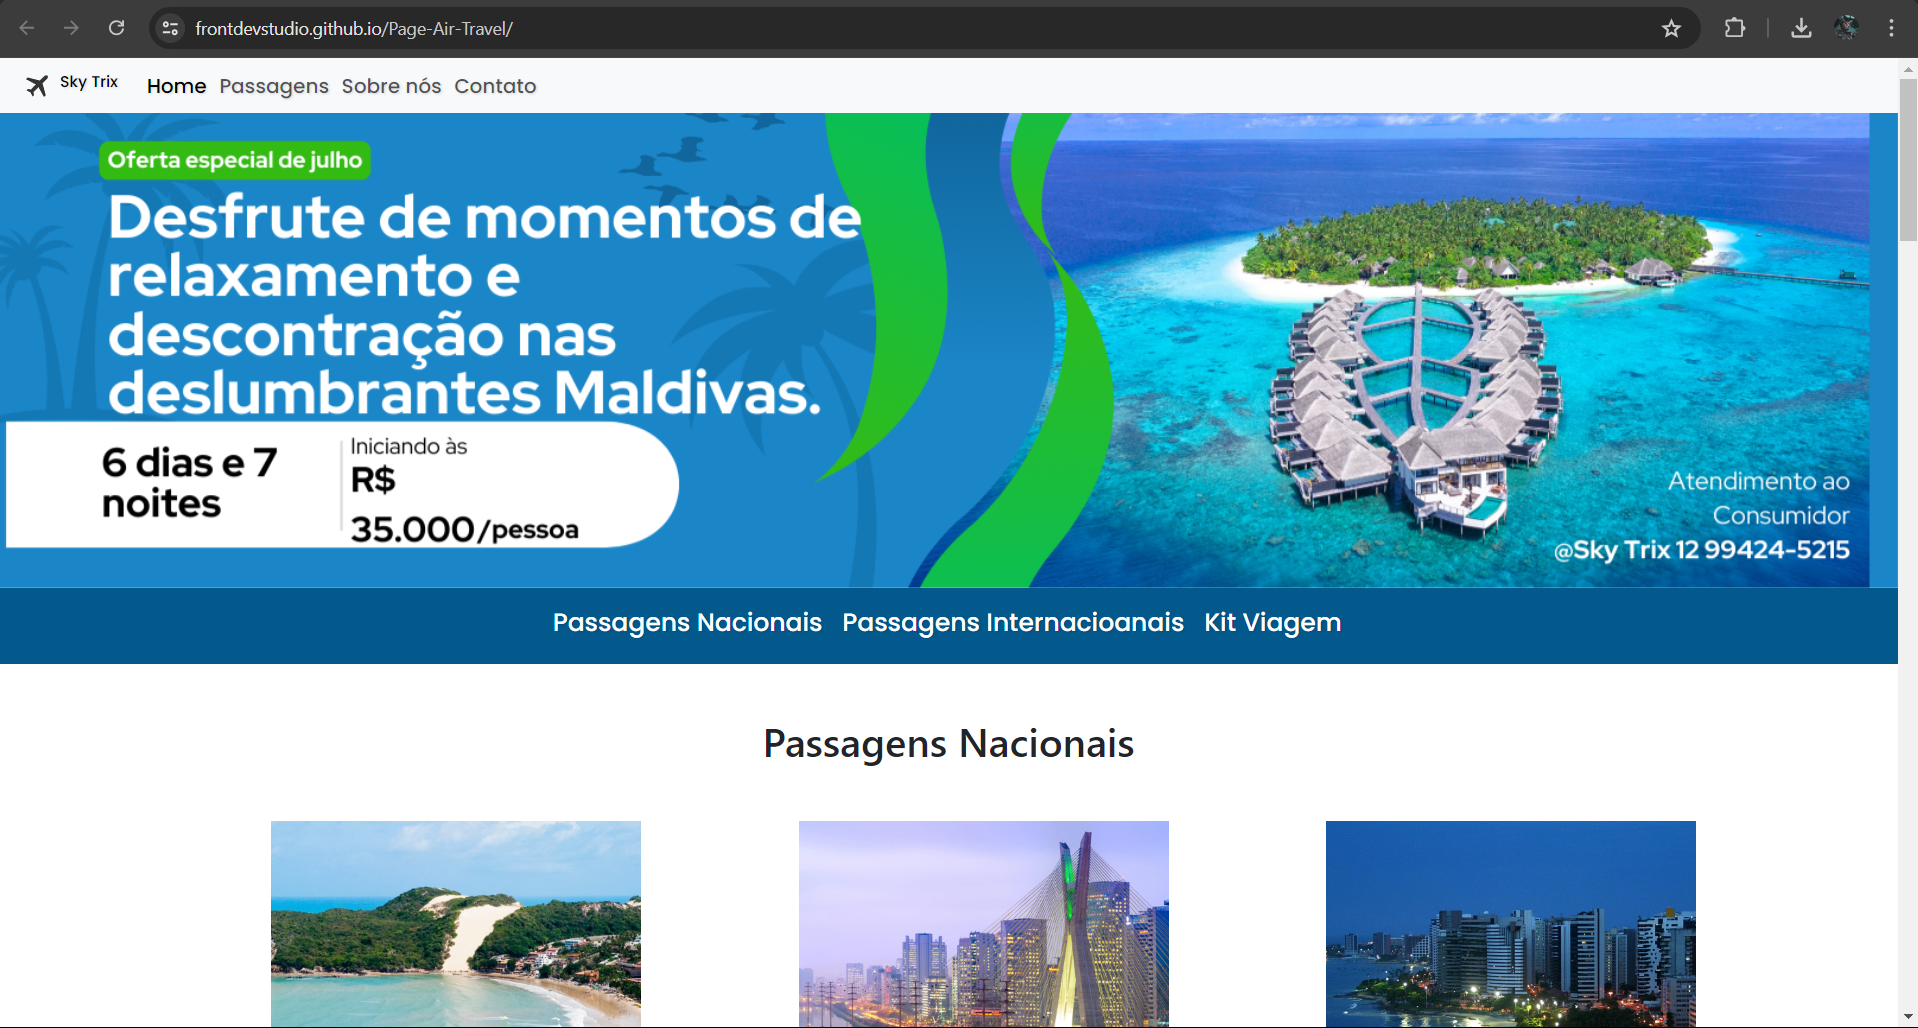 frontdevstudio.github.io/Page-Air-Travel/
Sky Trix Home Passagens Sobre nós Contato
Oferta especial de julho
Desfrute de momentos de
relaxamento e
descontração nas
deslumbrantes Maldivas.
6 dias e 7
noites
Iniciando às
R$
35.000/pessoa
Atendimento ao
Consumidor
@Sky Trix 12 99424-5215
Passagens Nacionais Passagens Internacioanais Kit Viagem
Passagens Nacionais